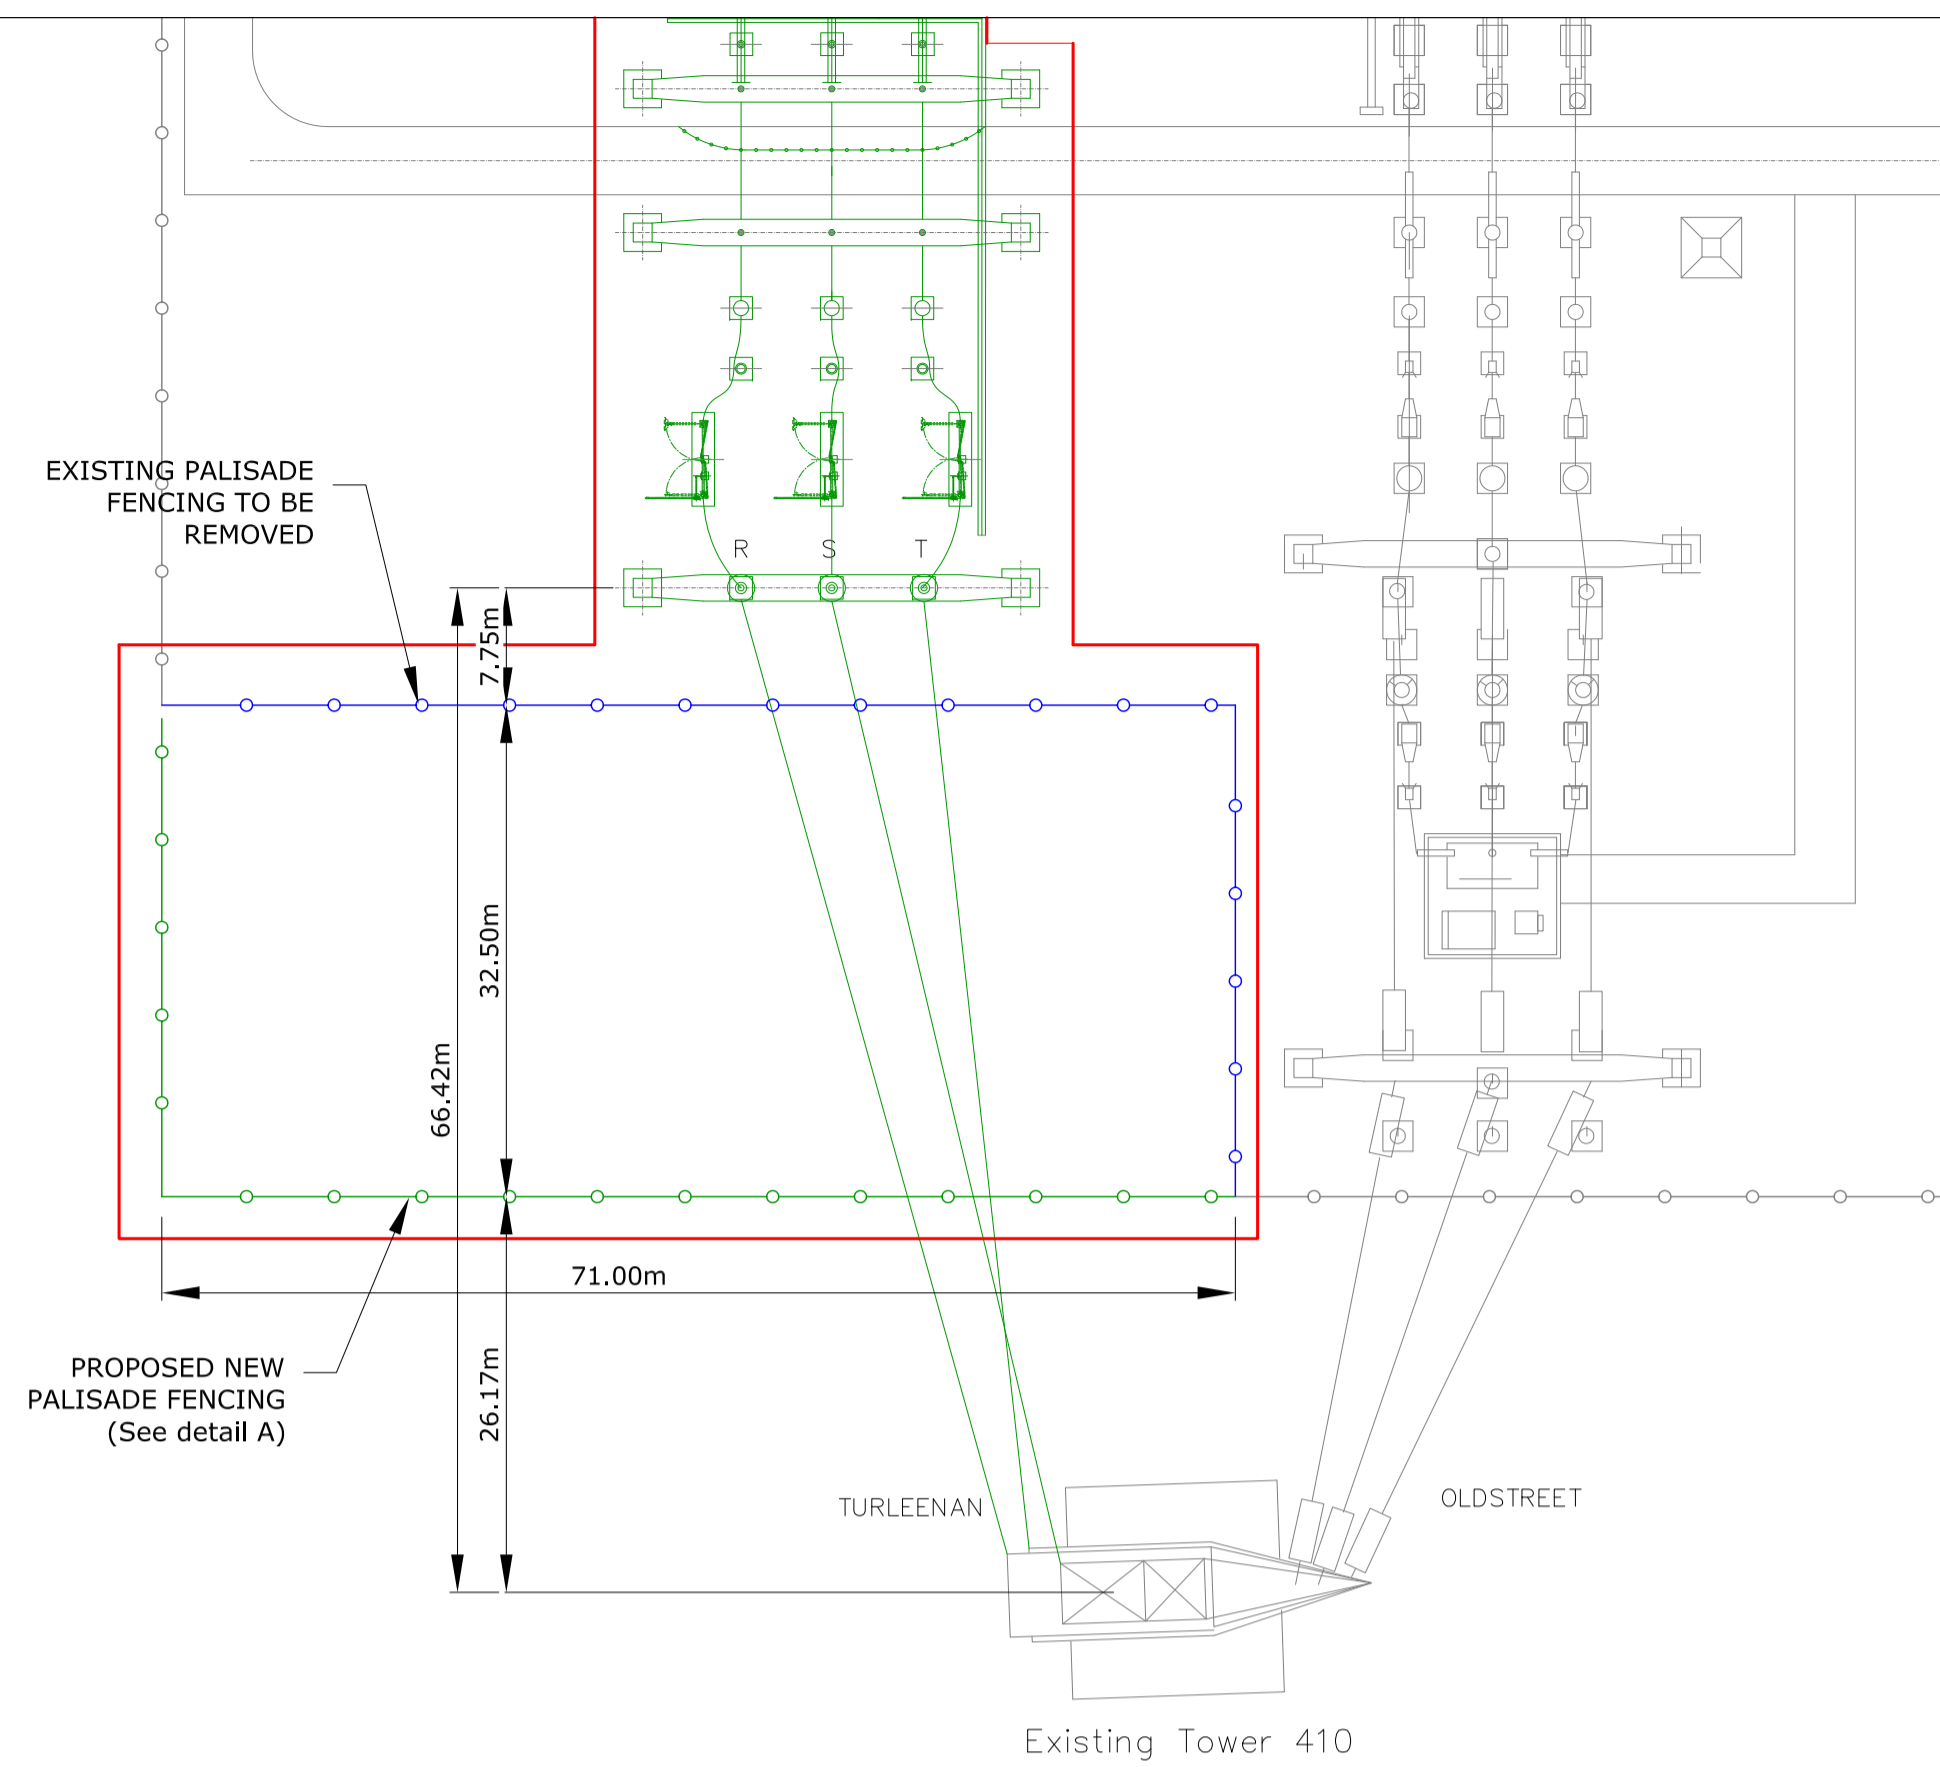 EXISTING PALISADE
FENCING TO BE
REMOVED
R S T
7.75m
32.50m
66.42m
71.00m
26.17m
PROPOSED NEW
PALISADE FENCING
(See detail A)
TURLEENAN
OLDSTREET
Existing Tower 410